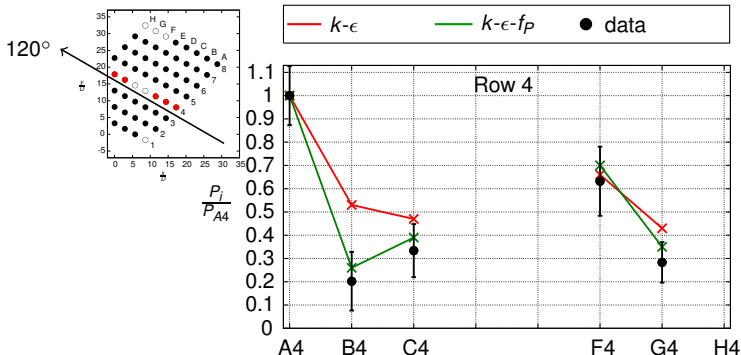 k-ϵ
k-ϵ-f_P
data
120°
35
30
25
20
15
10
5
0
-5
y/D
0 5 10 15 20 25 30 35
x/D
H
G
F
E
D
C
B
A
8
7
6
5
4
3
2
1
Row 4
P_i/P_{A4}
1.1
1
0.9
0.8
0.7
0.6
0.5
0.4
0.3
0.2
0.1
0
A4 B4 C4 F4 G4 H4